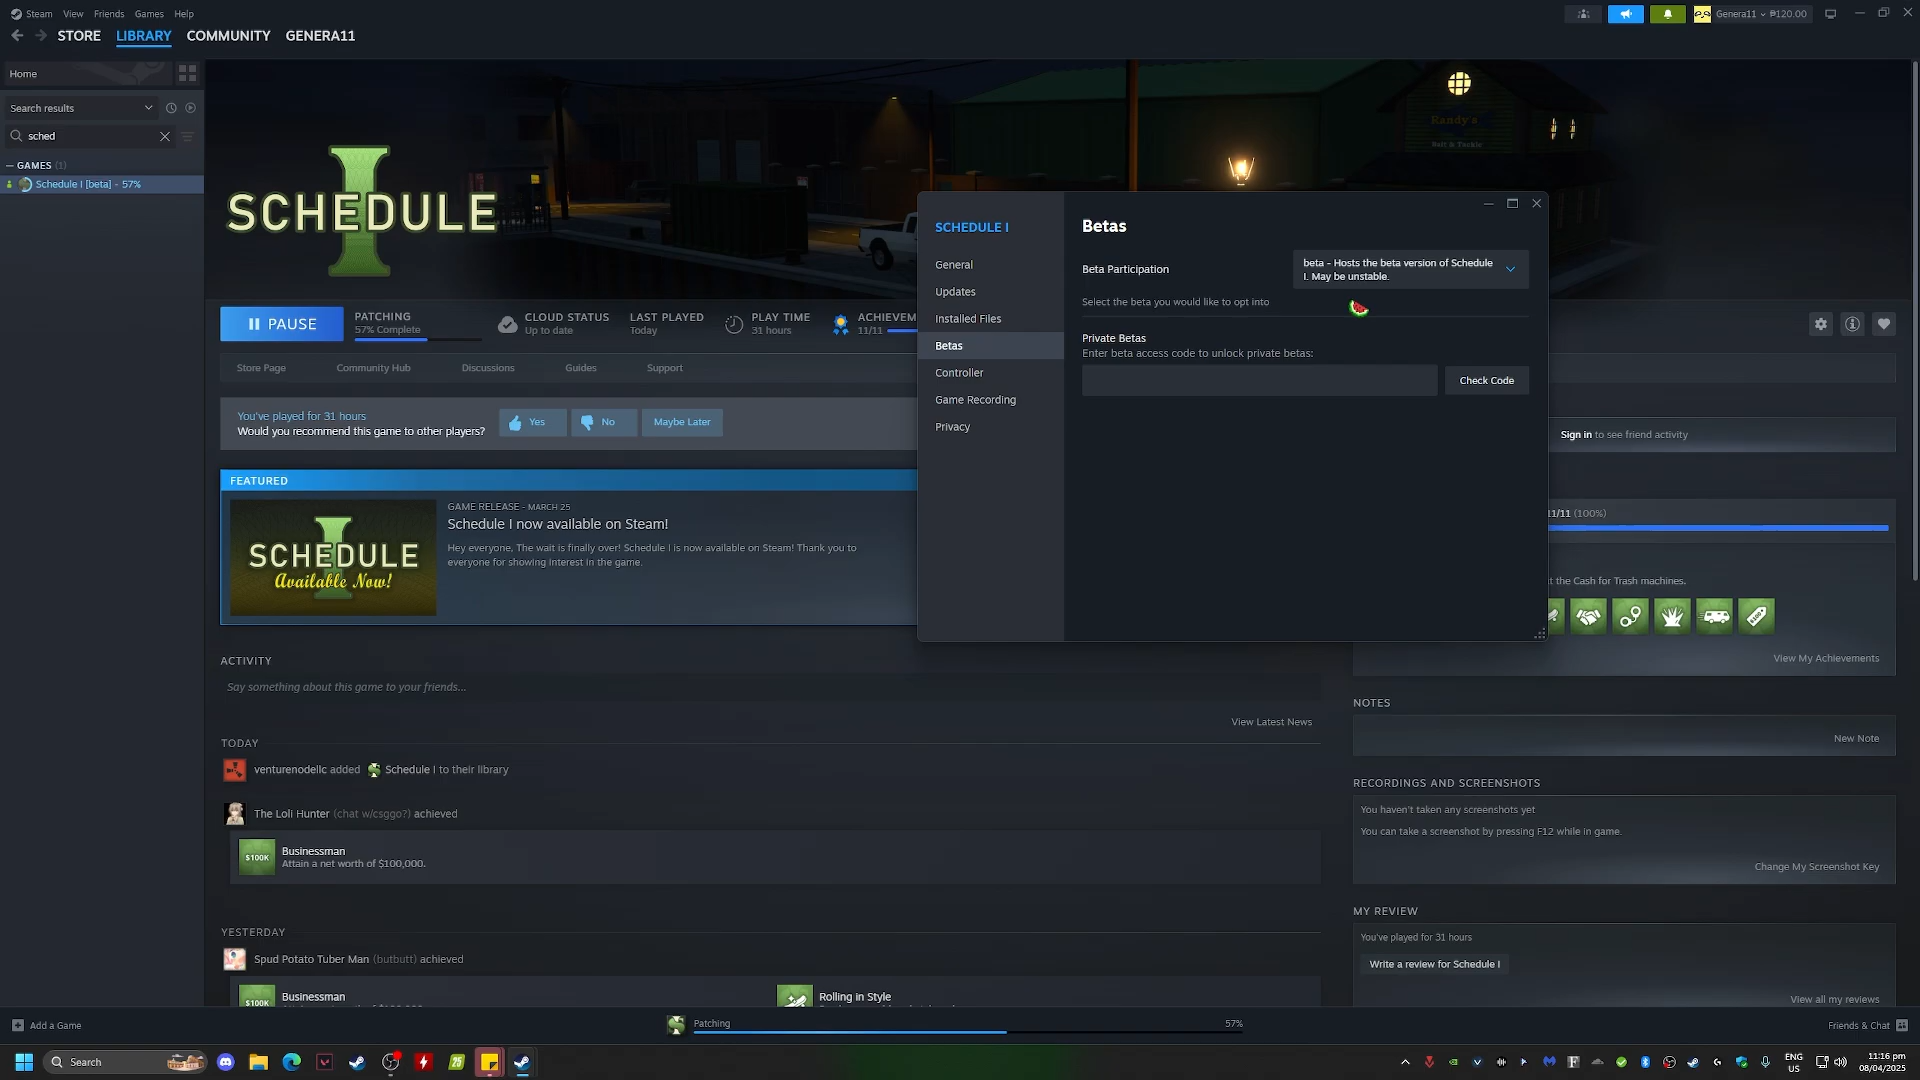 Steam View Friends Games Help
Genera11 ₱120.00
STORE LIBRARY COMMUNITY GENERA11
Home
Search results
sched
— GAMES (1)
Schedule I [beta] - 57%
SCHEDULE I
Randy's
Bait & Tackle
PAUSE
PATCHING
57% Complete
CLOUD STATUS
Up to date
LAST PLAYED
Today
PLAY TIME
31 hours
ACHIEVEM
11/11
Store Page Community Hub Discussions Guides Support
You've played for 31 hours
Would you recommend this game to other players?
Yes No Maybe Later
FEATURED
SCHEDULE I
Available Now!
GAME RELEASE - MARCH 25
Schedule I now available on Steam!
Hey everyone, The wait is finally over! Schedule I is now available on Steam! Thank you to
everyone for showing interest in the game.
SCHEDULE I
General
Updates
Installed Files
Betas
Controller
Game Recording
Privacy
Betas
Beta Participation
beta - Hosts the beta version of Schedule
I. May be unstable.
Select the beta you would like to opt into
Private Betas
Enter beta access code to unlock private betas:
Check Code
Sign in to see friend activity
11/11 (100%)
t the Cash for Trash machines.
View My Achievements
ACTIVITY
Say something about this game to your friends...
View Latest News
TODAY
venturenodellc added Schedule I to their library
The Loli Hunter (chat w/csggo?) achieved
$100K
Businessman
Attain a net worth of $100,000.
YESTERDAY
Spud Potato Tuber Man (butbutt) achieved
$100K
Businessman
Rolling in Style
NOTES
New Note
RECORDINGS AND SCREENSHOTS
You haven't taken any screenshots yet
You can take a screenshot by pressing F12 while in game.
Change My Screenshot Key
MY REVIEW
You've played for 31 hours
Write a review for Schedule I
View all my reviews
Add a Game
Patching
57%
Friends & Chat
Search
25
ENG
US
11:16 pm
08/04/2025